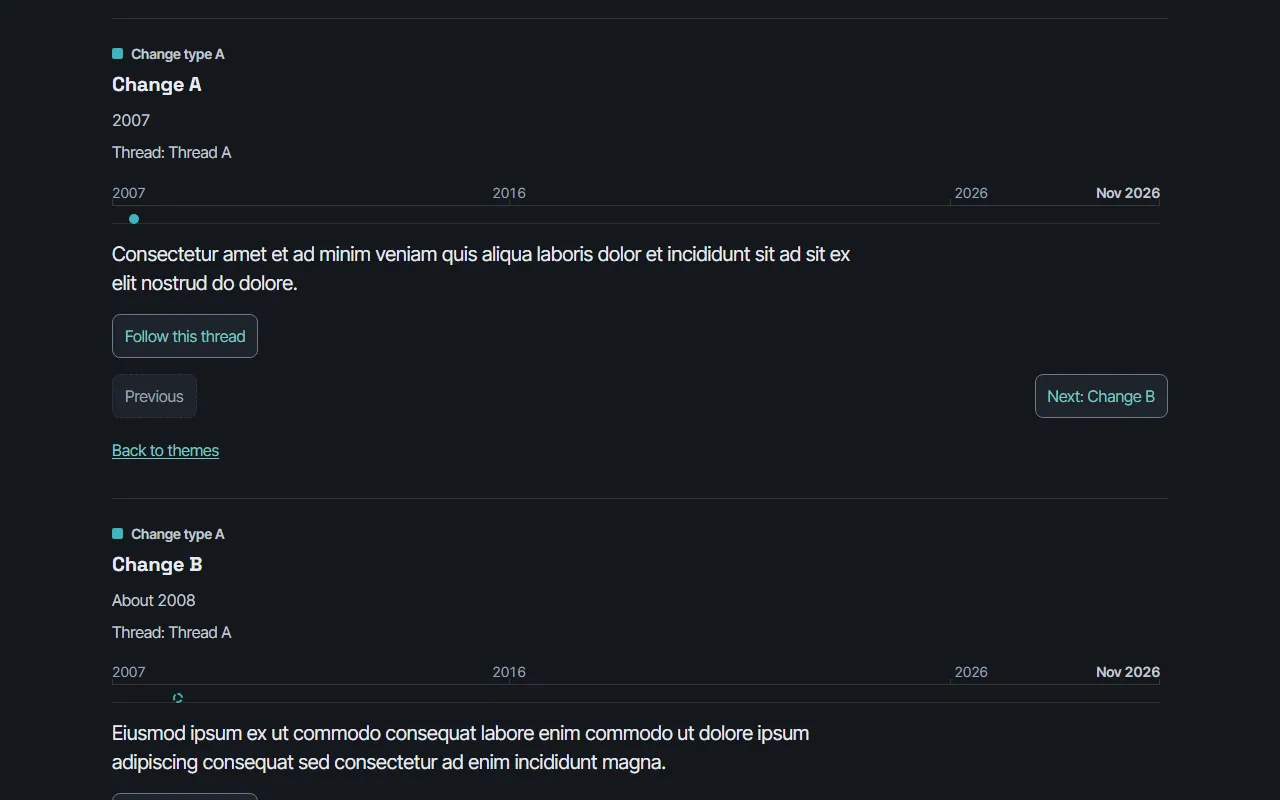 Change type A
Change A
2007
Thread: Thread A
2007 2016 2026 Nov 2026
Consectetur amet et ad minim veniam quis aliqua laboris dolor et incididunt sit ad sit ex
elit nostrud do dolore.
Follow this thread
Previous Next: Change B
Back to themes
Change type A
Change B
About 2008
Thread: Thread A
2007 2016 2026 Nov 2026
Eiusmod ipsum ex ut commodo consequat labore enim commodo ut dolore ipsum
adipiscing consequat sed consectetur ad enim incididunt magna.